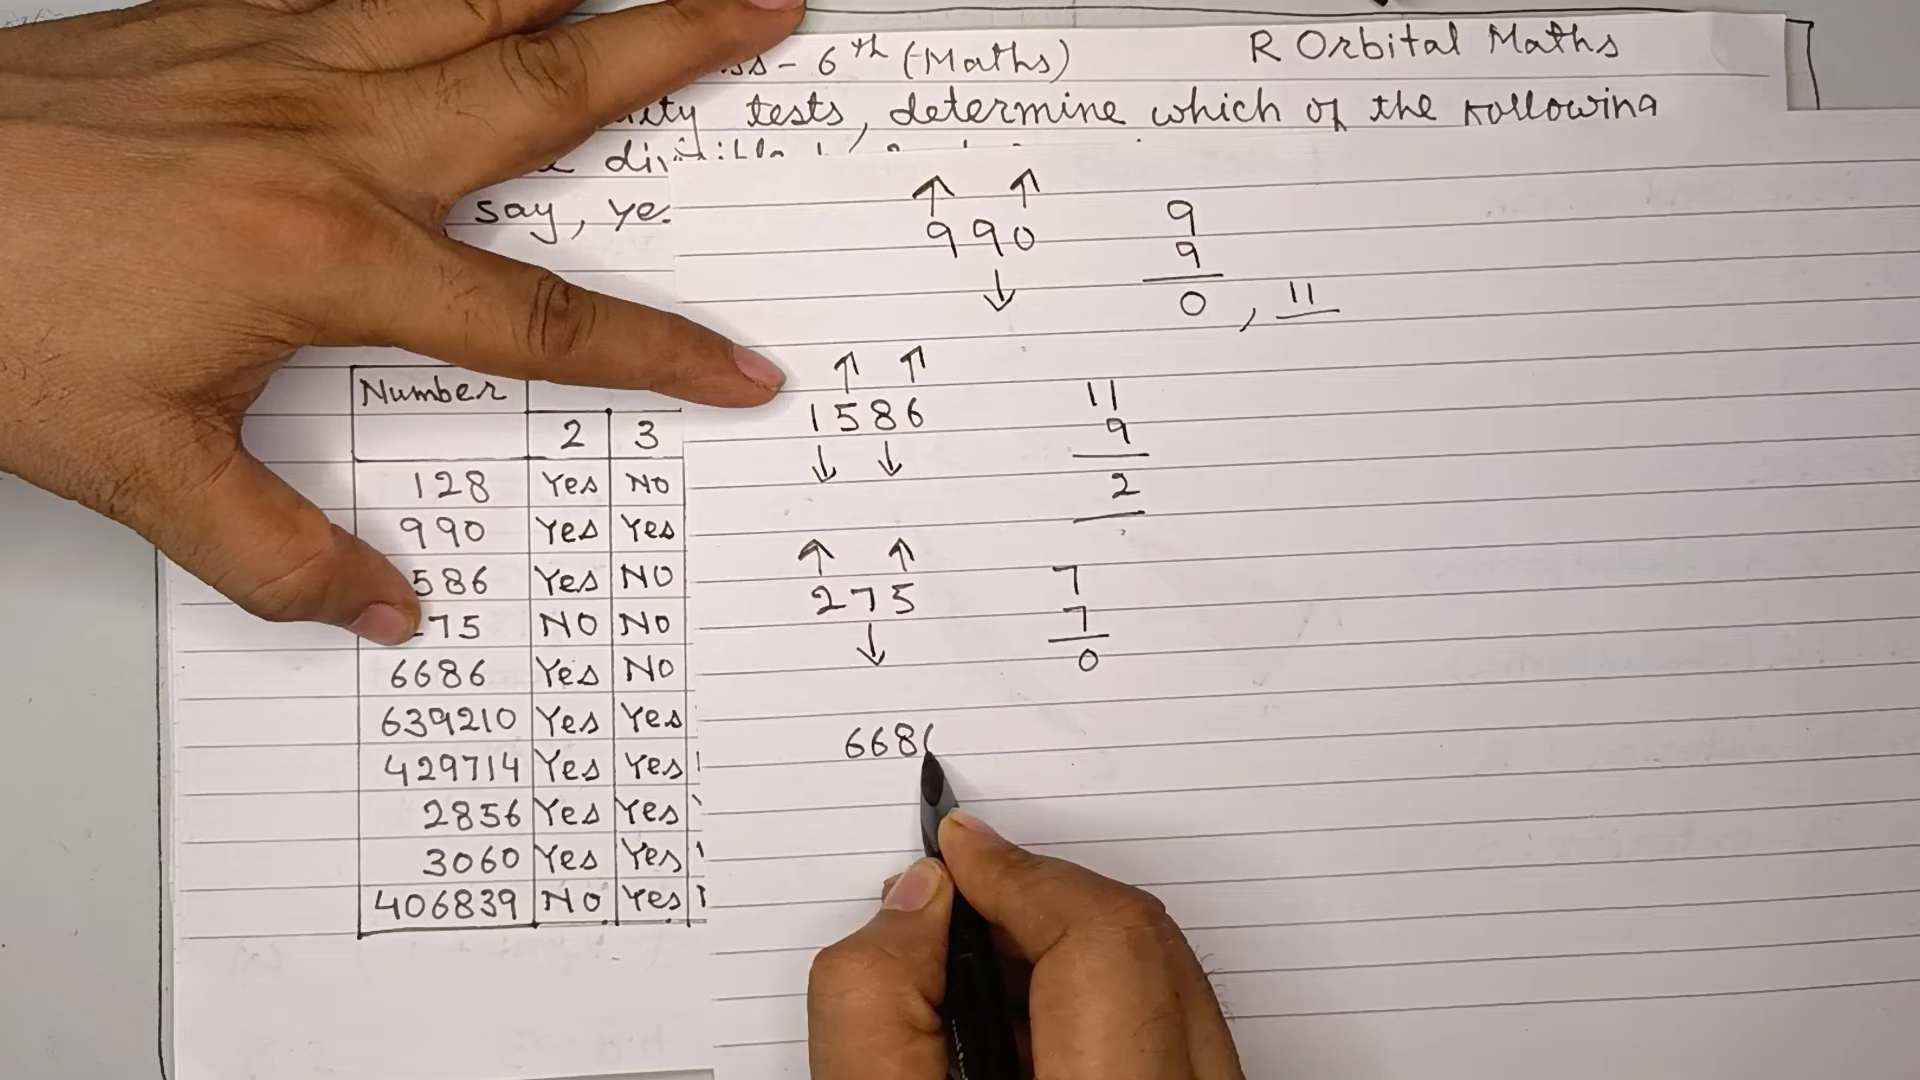 6th (Maths) R Orbital Maths
tests, determine which of the following
say,
Number
2 3
128 Yes No
990 Yes Yes
586 Yes NO
75 NO NO
6686 Yes NO
639210 Yes Yes
429714 Yes Yes
2856 Yes Yes
3060 Yes Yes
406839 NO Yes
↑ ↑
990
↓
9
9
0, 11
↑ ↑
1586
↓ ↓
11
9
2
↑ ↑
275
↓
7
7
0
668